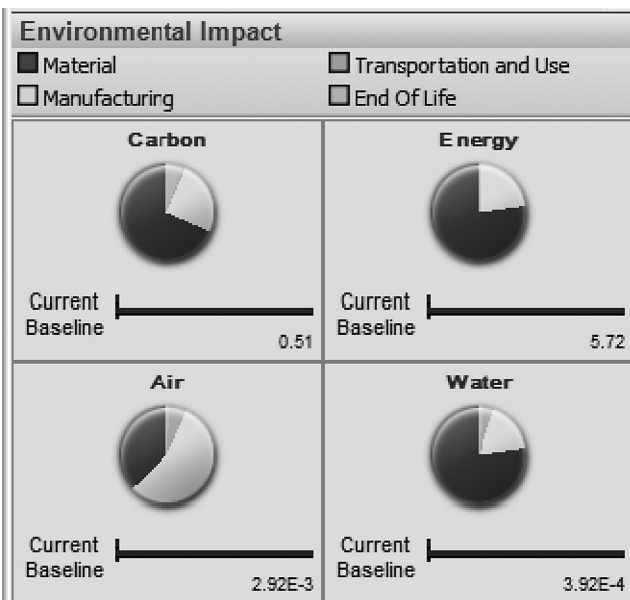 Environmental Impact
Material
Transportation and Use
Manufacturing
End Of Life
Carbon
Current
Baseline
0.51
Energy
Current
Baseline
5.72
Air
Current
Baseline
2.92E-3
Water
Current
Baseline
3.92E-4